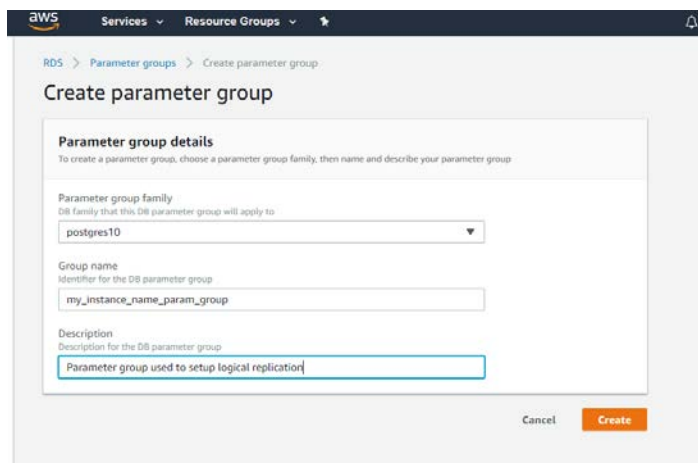 aws Services Resource Groups
RDS > Parameter groups > Create parameter group
Create parameter group
Parameter group details
To create a parameter group, choose a parameter group family, then name and describe your parameter group
Parameter group family
DB family that this DB parameter group will apply to
postgres10
Group name
Identifier for the DB parameter group
my_instance_name_param_group
Description
Description for the DB parameter group
Parameter group used to setup logical replication
Cancel Create